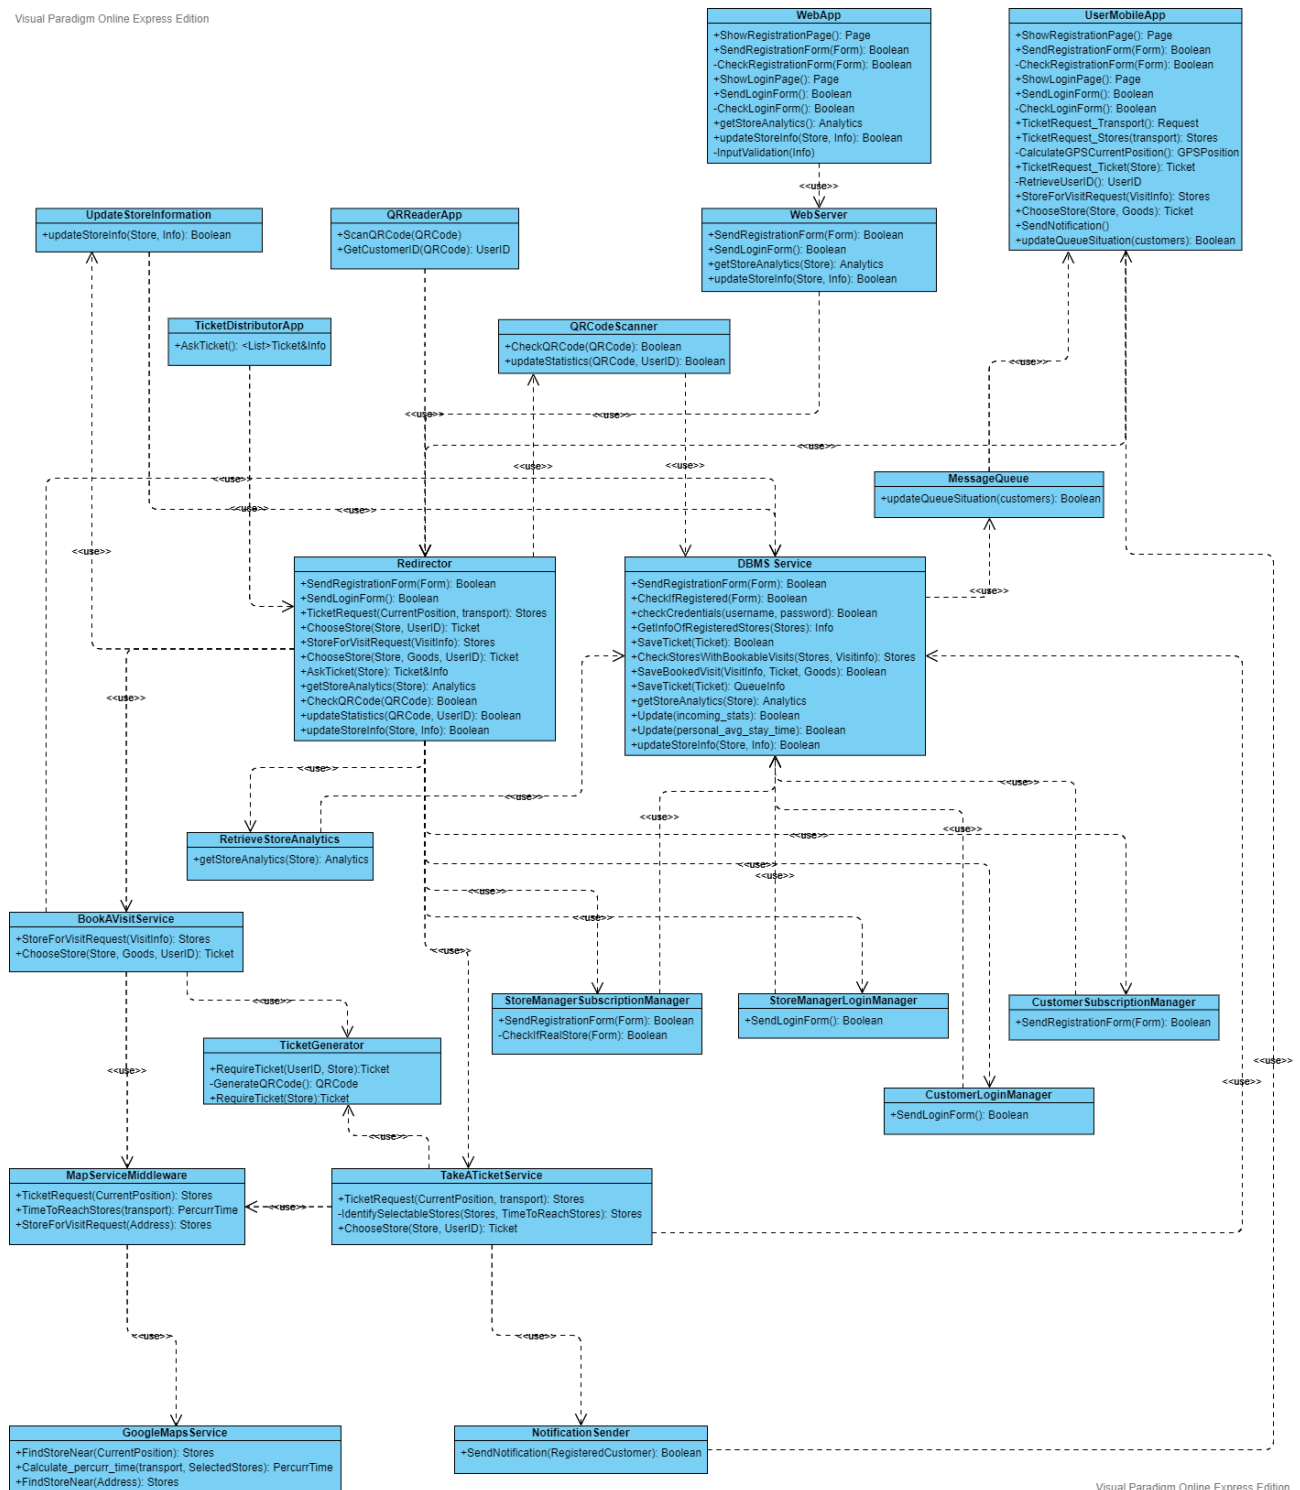 Visual Paradigm Online Express Edition
WebApp
+ShowRegistrationPage(): Page
+SendRegistrationForm(Form): Boolean
-CheckRegistrationForm(Form): Boolean
+ShowLoginPage(): Page
+SendLoginForm(): Boolean
-CheckLoginForm(): Boolean
+getStoreAnalytics(): Analytics
+updateStoreInfo(Store, Info): Boolean
-InputValidation(Info)
UserMobileApp
+ShowRegistrationPage(): Page
+SendRegistrationForm(Form): Boolean
-CheckRegistrationForm(Form): Boolean
+ShowLoginPage(): Page
+SendLoginForm(): Boolean
-CheckLoginForm(): Boolean
+TicketRequest_Transport(): Request
+TicketRequest_Stores(transport): Stores
-CalculateGPSCurrentPosition(): GPSPosition
+TicketRequest_Ticket(Store): Ticket
-RetrieveUserID(): UserID
+StoreForVisitRequest(VisitInfo): Stores
+ChooseStore(Store, Goods): Ticket
+SendNotification()
+updateQueueSituation(customers): Boolean
<<use>>
UpdateStoreInformation
+updateStoreInfo(Store, Info): Boolean
QRReaderApp
+ScanQRCode(QRCode)
+GetCustomerID(QRCode): UserID
WebServer
+SendRegistrationForm(Form): Boolean
+SendLoginForm(): Boolean
+getStoreAnalytics(Store): Analytics
+updateStoreInfo(Store, Info): Boolean
TicketDistributorApp
+AskTicket(): <List>Ticket&Info
QRCodeScanner
+CheckQRCode(QRCode): Boolean
+updateStatistics(QRCode, UserID): Boolean
<<use>>
<<use>>
<<use>>
<<use>>
<<use>>
<<use>>
<<use>>
MessageQueue
+updateQueueSituation(customers): Boolean
<<use>>
<<use>>
<<use>>
Redirector
+SendRegistrationForm(Form): Boolean
+SendLoginForm(): Boolean
+TicketRequest(CurrentPosition, transport): Stores
+ChooseStore(Store, UserID): Ticket
+StoreForVisitRequest(VisitInfo): Stores
+ChooseStore(Store, Goods, UserID): Ticket
+AskTicket(Store): Ticket&Info
+getStoreAnalytics(Store): Analytics
+CheckQRCode(QRCode): Boolean
+updateStatistics(QRCode, UserID): Boolean
+updateStoreInfo(Store, Info): Boolean
DBMS Service
+SendRegistrationForm(Form): Boolean
+CheckIfRegistered(Form): Boolean
+checkCredentials(username, password): Boolean
+GetInfoOfRegisteredStores(Stores): Info
+SaveTicket(Ticket): Boolean
+CheckStoresWithBookableVisits(Stores, Visitinfo): Stores
+SaveBookedVisit(VisitInfo, Ticket, Goods): Boolean
+SaveTicket(Ticket): QueueInfo
+getStoreAnalytics(Store): Analytics
+Update(incoming_stats): Boolean
+Update(personal_avg_stay_time): Boolean
+updateStoreInfo(Store, Info): Boolean
<<use>>
<<use>>
<<use>>
<<use>>
<<use>>
<<use>>
<<use>>
RetrieveStoreAnalytics
+getStoreAnalytics(Store): Analytics
<<use>>
<<use>>
<<use>>
<<use>>
<<use>>
BookAVisitService
+StoreForVisitRequest(VisitInfo): Stores
+ChooseStore(Store, Goods, UserID): Ticket
<<use>>
<<use>>
<<use>>
StoreManagerSubscriptionManager
+SendRegistrationForm(Form): Boolean
-CheckIfRealStore(Form): Boolean
StoreManagerLoginManager
+SendLoginForm(): Boolean
CustomerSubscriptionManager
+SendRegistrationForm(Form): Boolean
<<use>>
TicketGenerator
+RequireTicket(UserID, Store):Ticket
-GenerateQRCode(): QRCode
+RequireTicket(Store):Ticket
<<use>>
<<use>>
CustomerLoginManager
+SendLoginForm(): Boolean
<<use>>
MapServiceMiddleware
+TicketRequest(CurrentPosition): Stores
+TimeToReachStores(transport): PercurrTime
+StoreForVisitRequest(Address): Stores
<<use>>
TakeATicketService
+TicketRequest(CurrentPosition, transport): Stores
-IdentifySelectableStores(Stores, TimeToReachStores): Stores
+ChooseStore(Store, UserID): Ticket
<<use>>
<<use>>
GoogleMapsService
+FindStoreNear(CurrentPosition): Stores
+Calculate_percurr_time(transport, SelectedStores): PercurrTime
+FindStoreNear(Address): Stores
NotificationSender
+SendNotification(RegisteredCustomer): Boolean
Visual Paradigm Online Express Edition